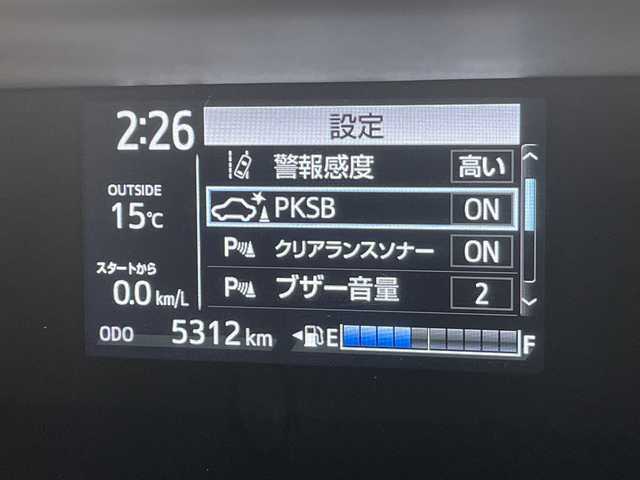 2:26
設定
警報感度 高い
OUTSIDE
15℃
PKSB ON
P クリアランスソナー ON
スタートから
0.0 km/L
P ブザー音量 2
ODO 5312 km
E F